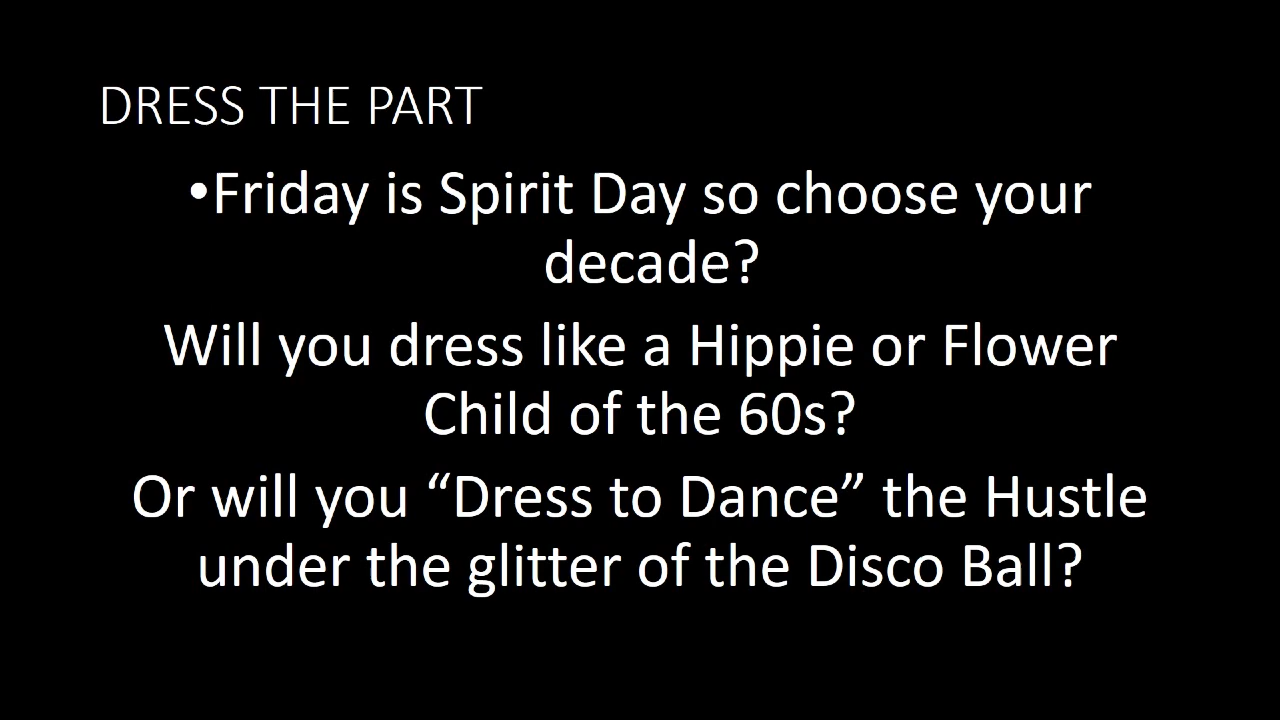 DRESS THE PART
•Friday is Spirit Day so choose your
decade?
Will you dress like a Hippie or Flower
Child of the 60s?
Or will you “Dress to Dance” the Hustle
under the glitter of the Disco Ball?